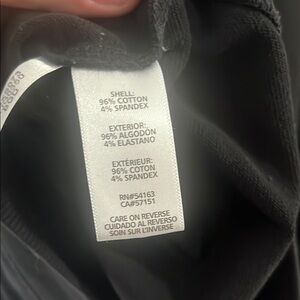 SHELL:
96% COTTON
4% SPANDEX
EXTERIOR:
96% ALGODÓN
4% ELASTANO
EXTÉRIEUR:
96% COTON
4% SPANDEX
RN#54163
CA#57151
CARE ON REVERSE
CUIDADO AL REVERSO
SOIN SUR L'INVERSE